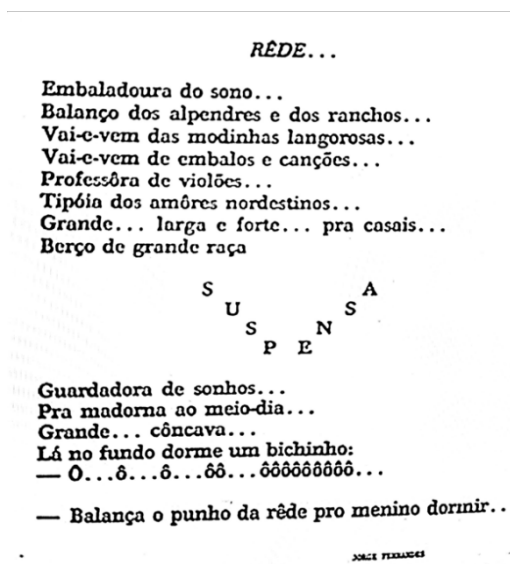 RÊDE...
Embaladoura do sono...
Balanço dos alpendres e dos ranchos...
Vai-e-vem das modinhas langorosas...
Vai-e-vem de embalos e canções...
Professôra de violões...
Tipóia dos amôres nordestinos...
Grande... larga e forte... pra casais...
Berço de grande raça
S U S P E N S A
Guardadora de sonhos...
Pra madorna ao meio-dia...
Grande... côncava...
Lá no fundo dorme um bichinho:
— Ô...ô...ô...ôô...ôôôôôôôôô...
— Balança o punho da rêde pro menino dormir..
JORGE FERNANDES